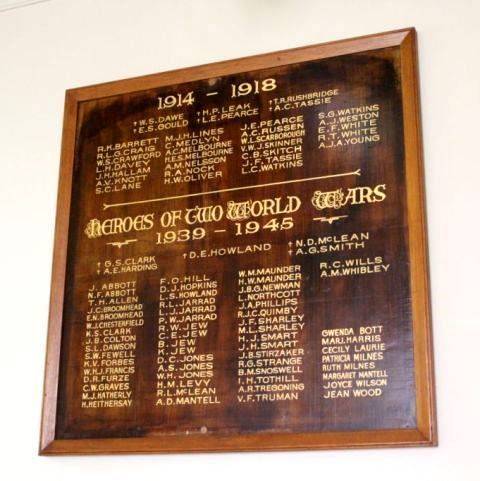 1914 - 1918
†W.S. DAWE
†E.S. GOULD
†H.P. LEAK
†L.E. PEARCE
†T.R. RUSHBRIDGE
†A.C. TASSIE
R.H. BARRETT
R.L.G. CRAIG
W.S. CRAWFORD
L.H. DAVEY
J.H. HALLAM
A.V. KNOTT
S.C. LANE
M.J.H. LINES
C. MEDLYN
A.C. MELBOURNE
H.E.S. MELBOURNE
A.M. NELSSON
R.A. NOCK
H.W. OLIVER
J.E. PEARCE
A.C. RUSSEN
W.L. SCARBOROUGH
V.W.J. SKINNER
C.B. SKITCH
J.F. TASSIE
L.C. WATKINS
S.G. WATKINS
A.J. WESTON
E.F. WHITE
R.T. WHITE
A.J.A. YOUNG
HEROES OF TWO WORLD WARS
1939 - 1945
†G.S. CLARK
†A.E. HARDING
†D.E. HOWLAND
†N.D. McLEAN
†A.G. SMITH
J. ABBOTT
N.F. ABBOTT
T.H. ALLEN
J.C. BROOMHEAD
E.N. BROOMHEAD
W.J. CHESTERFIELD
K.S. CLARK
J.B. COLTON
E.L. DAWSON
S.W. FEWELL
K.V. FORBES
W.H.J. FRANCIS
D.R. FURZE
C.W. GRAVES
M.J. HATHERLY
H. HEITHERSAY
F.O. HILL
D.J. HOPKINS
L.S. HOWLAND
R.L. JARRAD
L.J. JARRAD
P.W. JARRAD
R.W. JEW
C.E. JEW
B. JEW
K. JEW
D.C. JONES
A.S. JONES
W.H. JONES
H.M. LEVY
R.L. McLEAN
A.D. MANTELL
W.M. MAUNDER
H.W. MAUNDER
J.B.G. NEWMAN
L. NORTHCOTT
J.A. PHILLIPS
R.J.C. QUIMBY
J.F. SHARLEY
M.L. SHARLEY
H.J. SMART
J.H. SMART
J.B. STIRZAKER
R.G. STRANGE
B.M. SNOSWELL
I.H. TOTHILL
A.R. TREGONING
V.F. TRUMAN
R.C. WILLS
A.M. WHIBLEY
GWENDA BOTT
MARJ. HARRIS
CECILY LAURIE
PATRICIA MILNES
RUTH MILNES
MARGARET MANTELL
JOYCE WILSON
JEAN WOOD